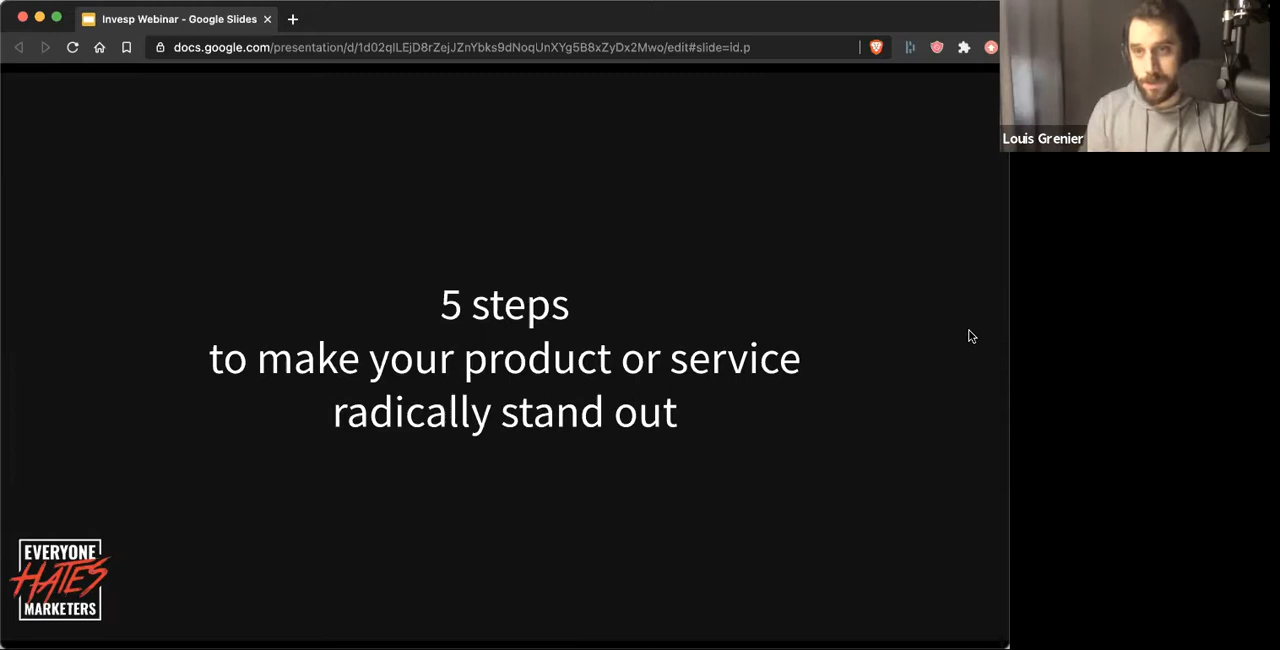 Invesp Webinar - Google Slides
docs.google.com/presentation/d/1d02qlLEjD8rZejJZnYbks9dNoqUnXYg5B8xZyDx2Mwo/edit#slide=id.p
Louis Grenier
5 steps
to make your product or service
radically stand out
EVERYONE
HATES
MARKETERS